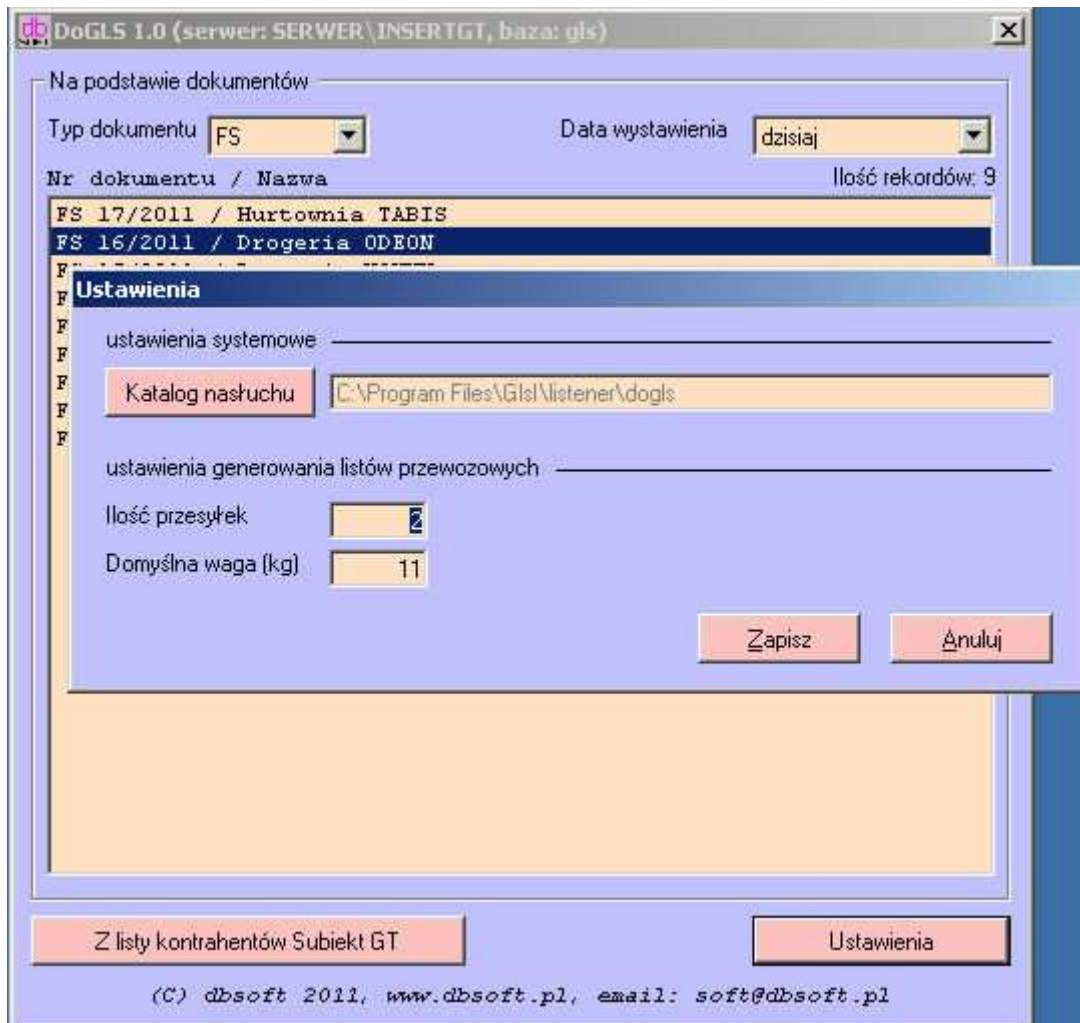 db
DoGLS 1.0 (serwer: SERWER\INSERTGT, baza: gls)
Na podstawie dokumentów
Typ dokumentu FS Data wystawienia dzisiaj
Nr dokumentu / Nazwa Ilość rekordów: 9
FS 17/2011 / Hurtownia TABIS
FS 16/2011 / Drogeria ODEON
F
F
F
F
F
F
F
Ustawienia
ustawienia systemowe
Katalog nasłuchu C:\Program Files\Glsl\listener\dogls
ustawienia generowania listów przewozowych
Ilość przesyłek 2
Domyślna waga (kg) 11
Zapisz Anuluj
Z listy kontrahentów Subiekt GT Ustawienia
(C) dbsoft 2011, www.dbsoft.pl, email: soft@dbsoft.pl